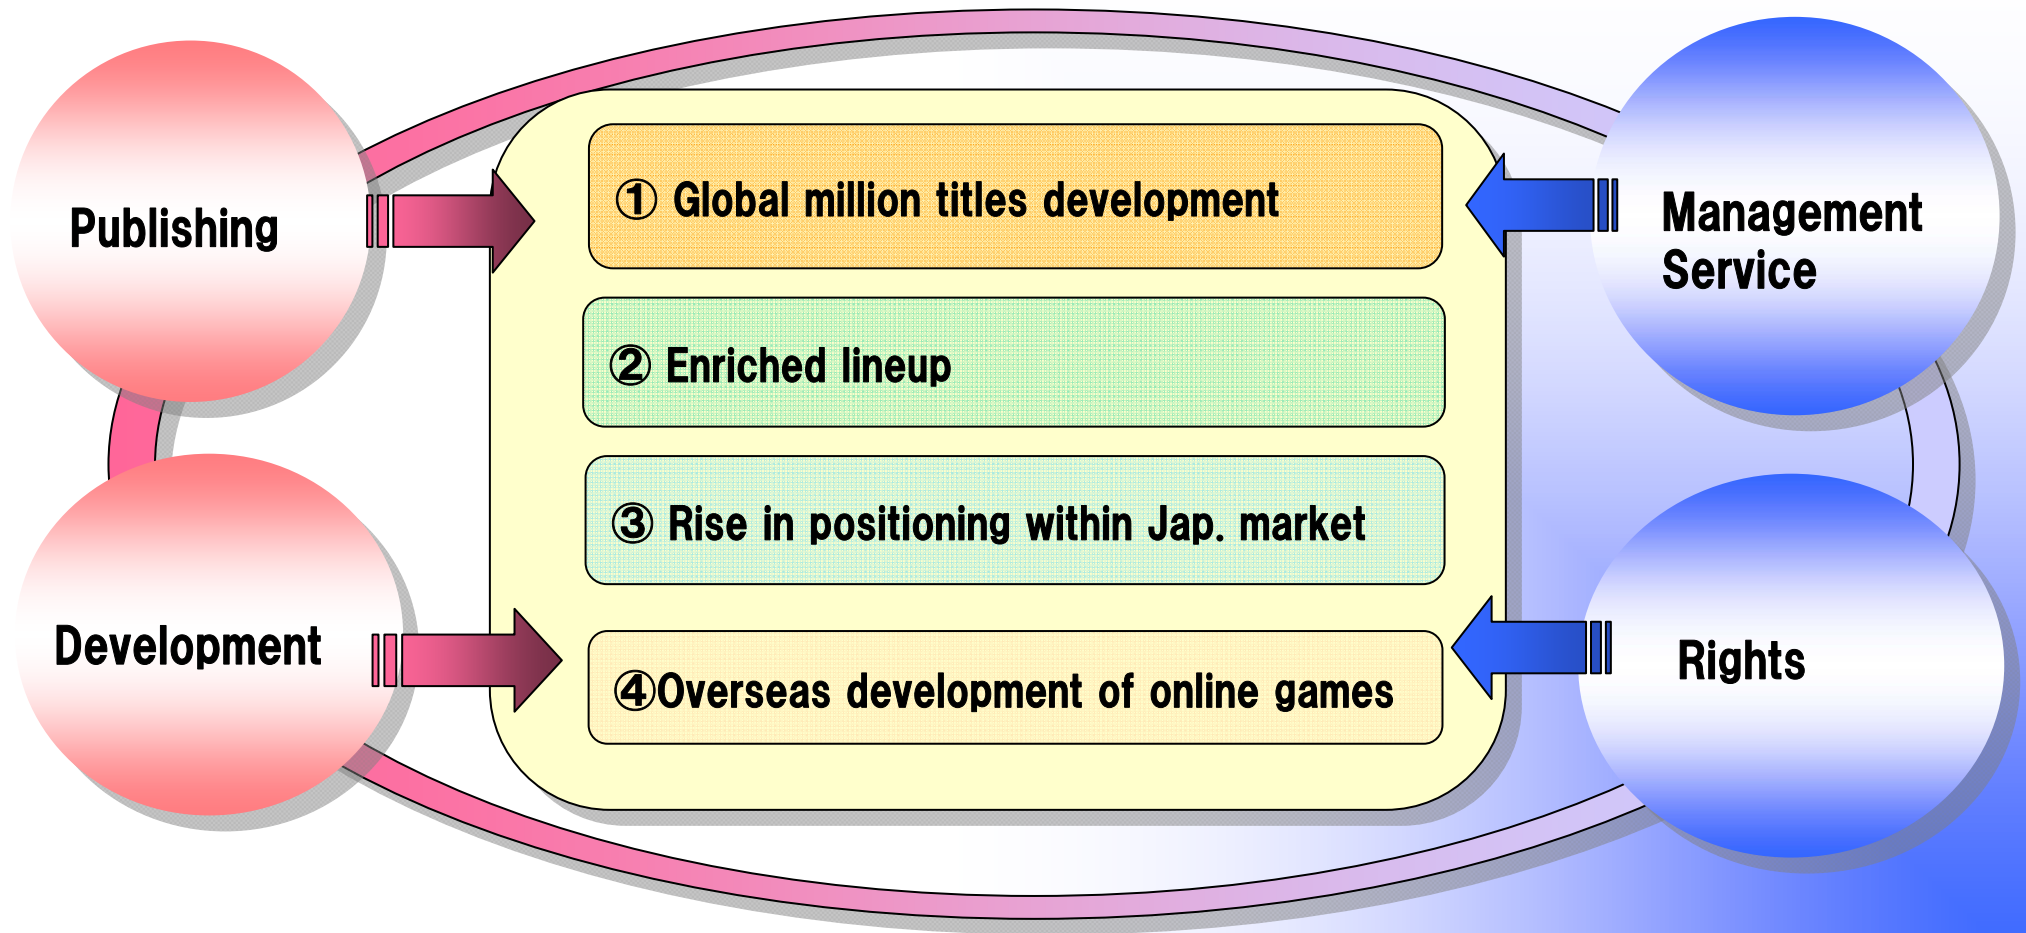 Publishing
Development
① Global million titles development
② Enriched lineup
③ Rise in positioning within Jap. market
④Overseas development of online games
Management
Service
Rights